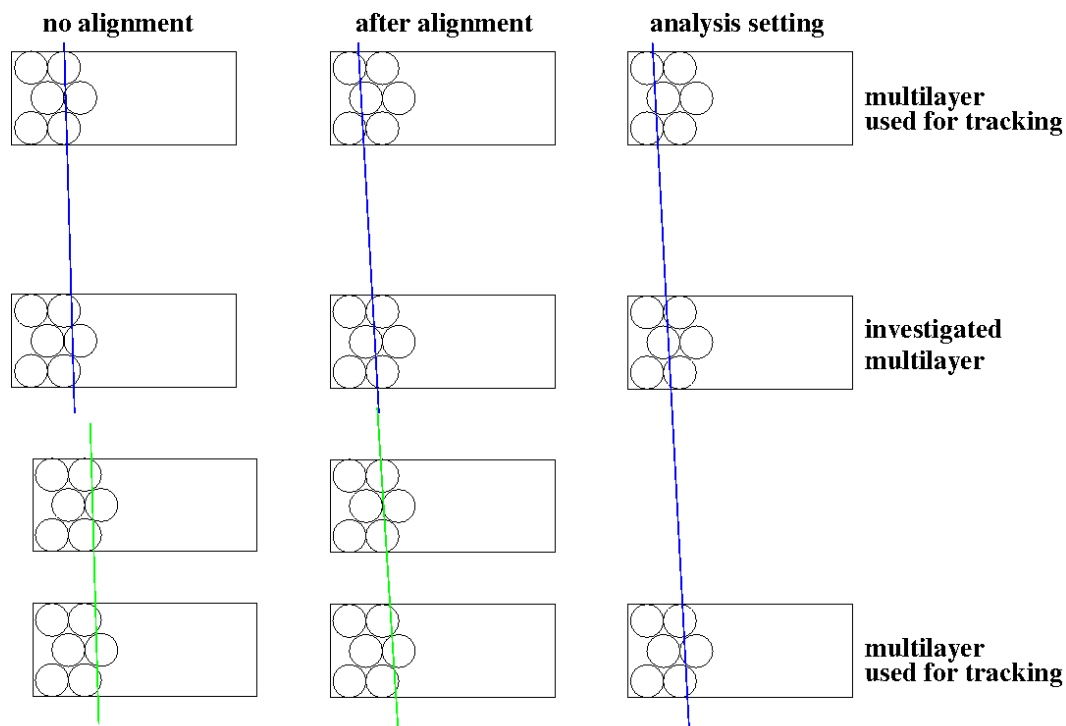 no alignment
after alignment
analysis setting
multilayer
used for tracking
investigated
multilayer
multilayer
used for tracking